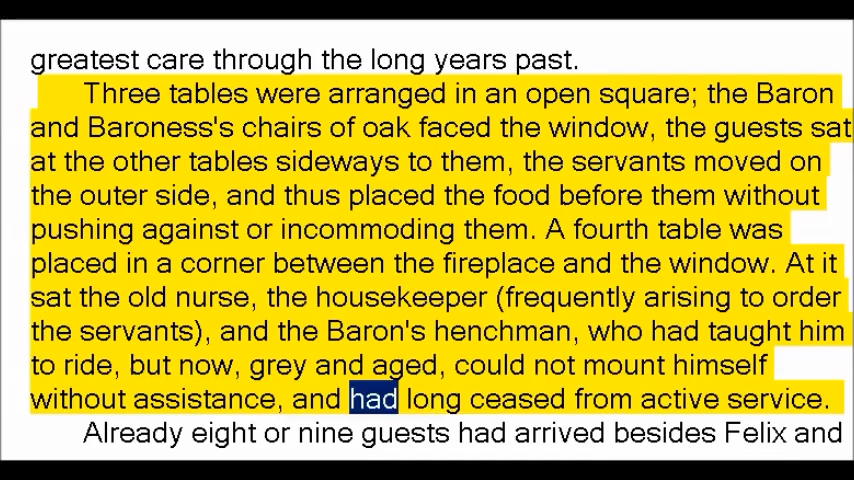 greatest care through the long years past.
Three tables were arranged in an open square; the Baron
and Baroness's chairs of oak faced the window, the guests sat
at the other tables sideways to them, the servants moved on
the outer side, and thus placed the food before them without
pushing against or incommoding them. A fourth table was
placed in a corner between the fireplace and the window. At it
sat the old nurse, the housekeeper (frequently arising to order
the servants), and the Baron's henchman, who had taught him
to ride, but now, grey and aged, could not mount himself
without assistance, and had long ceased from active service.
Already eight or nine guests had arrived besides Felix and